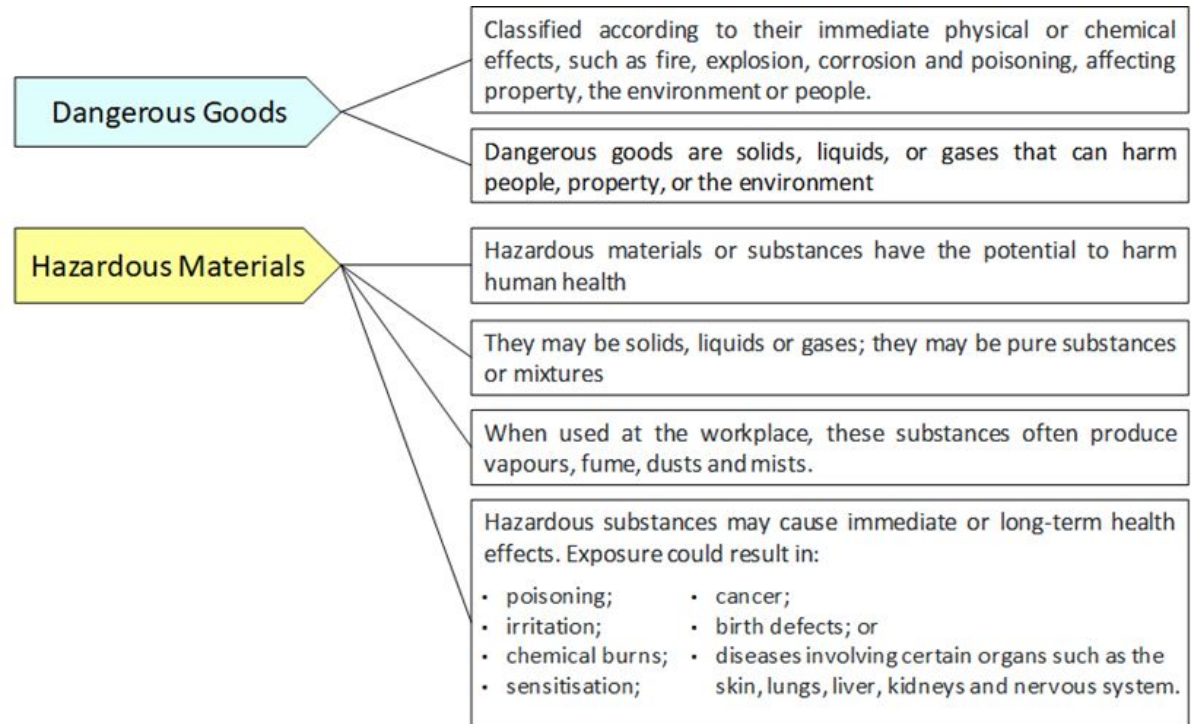 Dangerous Goods
Classified according to their immediate physical or chemical
effects, such as fire, explosion, corrosion and poisoning, affecting
property, the environment or people.
Dangerous goods are solids, liquids, or gases that can harm
people, property, or the environment
Hazardous Materials
Hazardous materials or substances have the potential to harm
human health
They may be solids, liquids or gases; they may be pure substances
or mixtures
When used at the workplace, these substances often produce
vapours, fume, dusts and mists.
Hazardous substances may cause immediate or long-term health
effects. Exposure could result in:
• poisoning;
• irritation;
• chemical burns;
• sensitisation;
• cancer;
• birth defects; or
• diseases involving certain organs such as the
skin, lungs, liver, kidneys and nervous system.